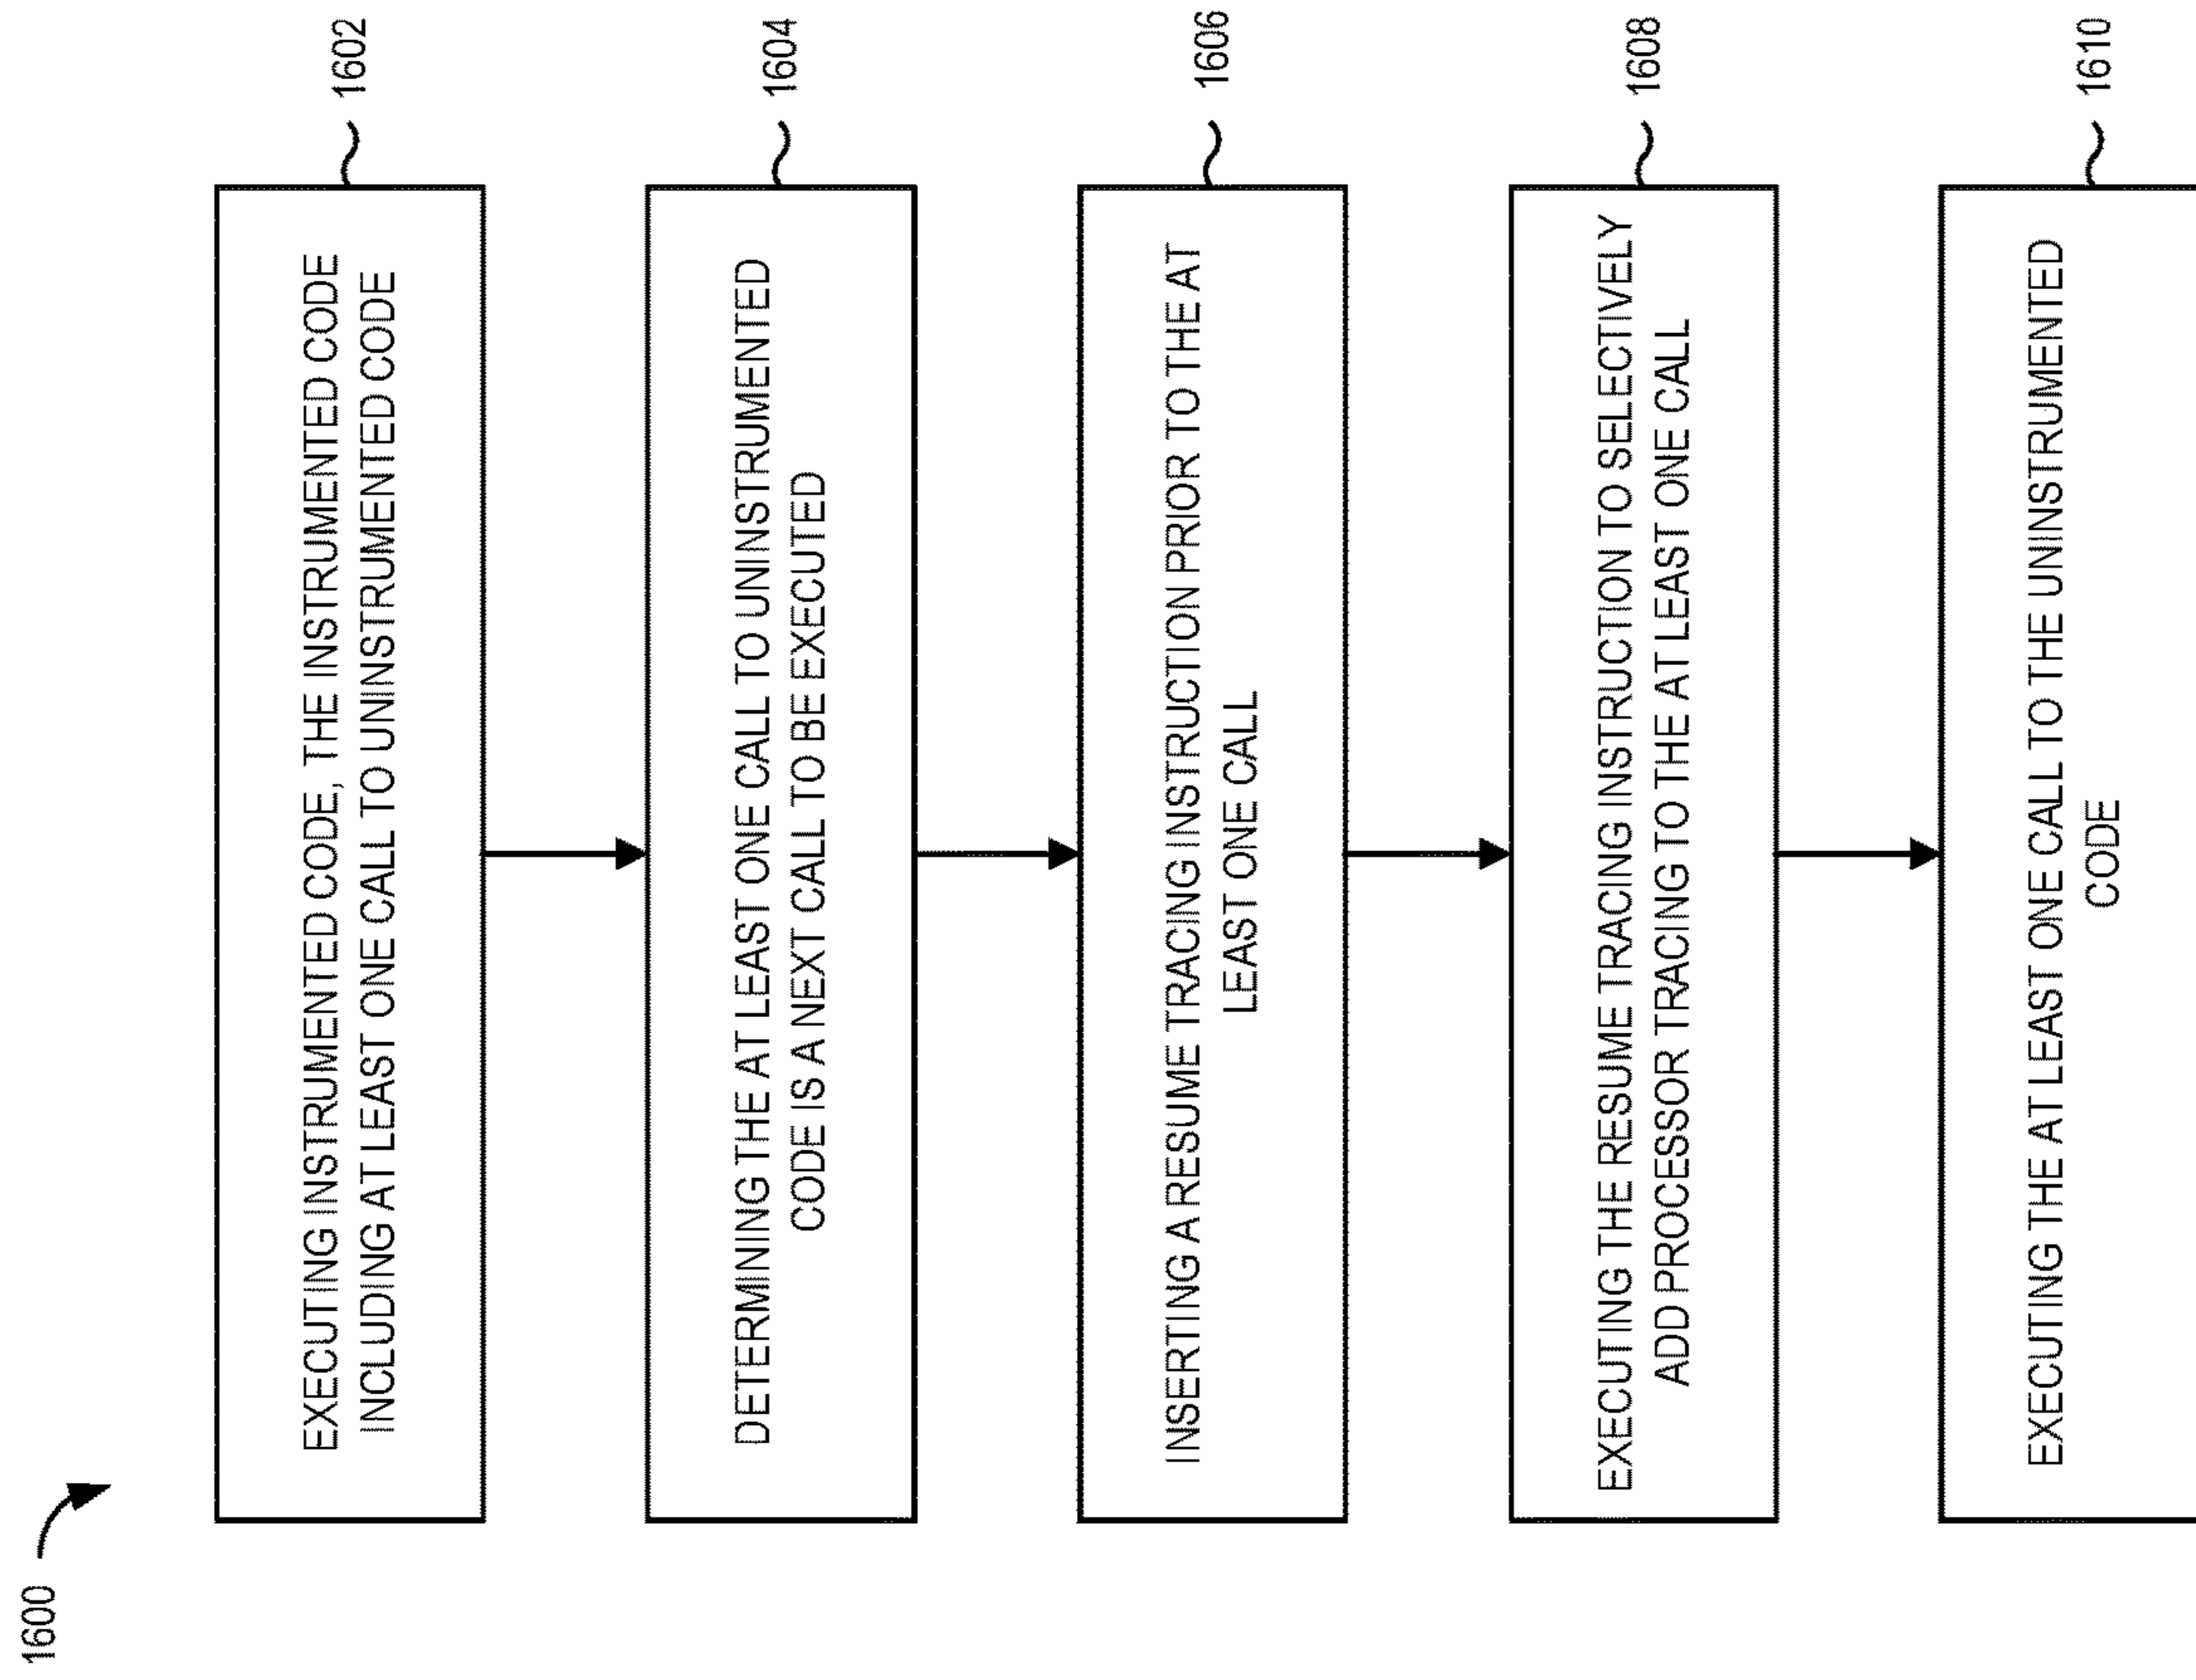 1600
EXECUTING INSTRUMENTED CODE, THE INSTRUMENTED CODE
INCLUDING AT LEAST ONE CALL TO UNINSTRUMENTED CODE
1602
DETERMINING THE AT LEAST ONE CALL TO UNINSTRUMENTED
CODE IS A NEXT CALL TO BE EXECUTED
1604
INSERTING A RESUME TRACING INSTRUCTION PRIOR TO THE AT
LEAST ONE CALL
1606
EXECUTING THE RESUME TRACING INSTRUCTION TO SELECTIVELY
ADD PROCESSOR TRACING TO THE AT LEAST ONE CALL
1608
EXECUTING THE AT LEAST ONE CALL TO THE UNINSTRUMENTED
CODE
1610